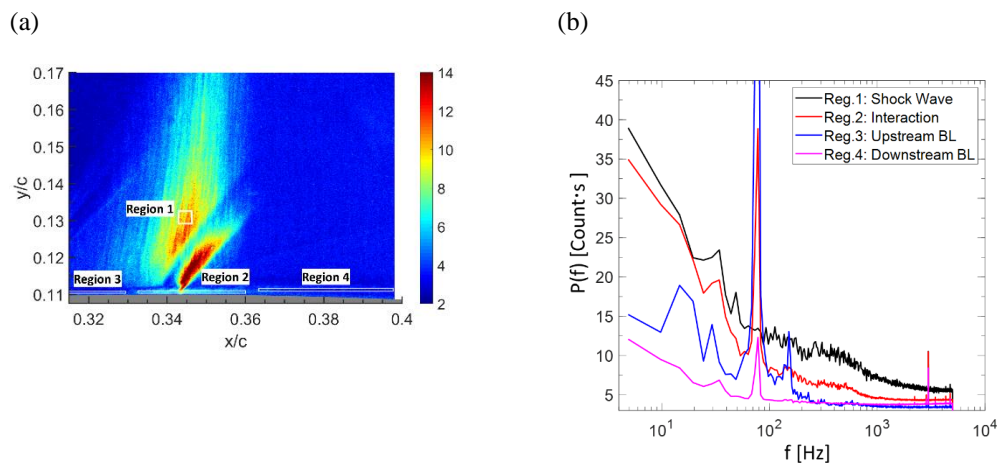 (a)
(b)
0.17
0.16
0.15
0.14
0.13
0.12
0.11
y/c
Region 1
Region 3
Region 2
Region 4
0.32
0.34
0.36
0.38
0.4
x/c
14
12
10
8
6
4
2
45
40
35
30
25
20
15
10
5
P(f) [Count·s ]
Reg.1: Shock Wave
Reg.2: Interaction
Reg.3: Upstream BL
Reg.4: Downstream BL
10¹
10²
10³
10⁴
f [Hz]